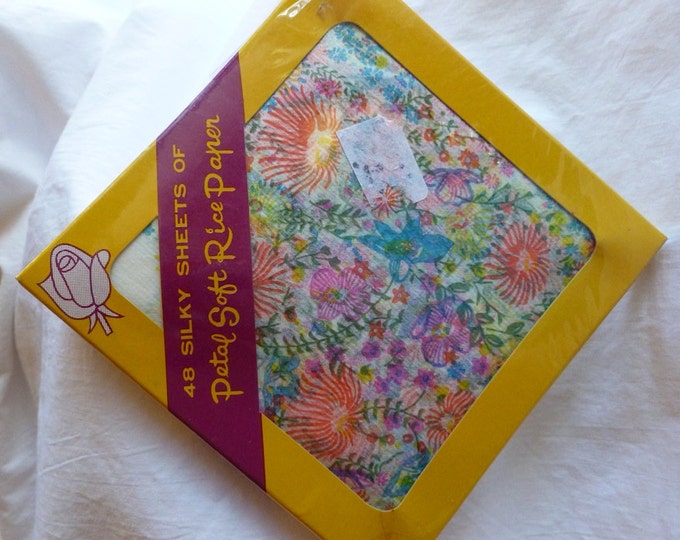 48 SILKY SHEETS OF
Petal Soft Rice Paper